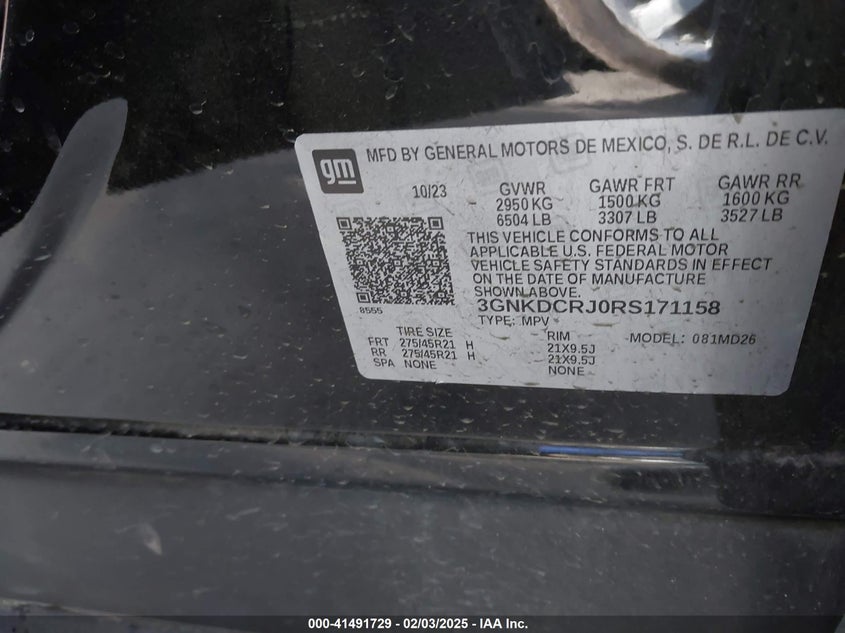 gm
MFD BY GENERAL MOTORS DE MEXICO, S. DE R.L. DE C.V.
10/23 GVWR GAWR FRT GAWR RR
2950 KG 1500 KG 1600 KG
6504 LB 3307 LB 3527 LB
THIS VEHICLE CONFORMS TO ALL
APPLICABLE U.S. FEDERAL MOTOR
VEHICLE SAFETY STANDARDS IN EFFECT
ON THE DATE OF MANUFACTURE
SHOWN ABOVE.
8555
3GNKDCRJ0RS171158
TYPE: MPV
TIRE SIZE RIM MODEL: 081MD26
FRT 275/45R21 H 21X9.5J
RR 275/45R21 H 21X9.5J
SPA NONE NONE
000-41491729 - 02/03/2025 - IAA Inc.